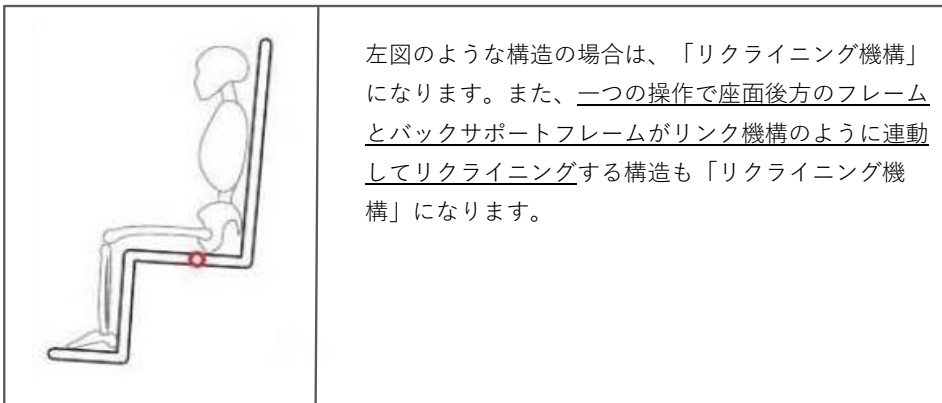 左図のような構造の場合は、「リクライニング機構」
になります。また、一つの操作で座面後方のフレーム
とバックサポートフレームがリンク機構のように連動
してリクライニングする構造も「リクライニング機
構」になります。